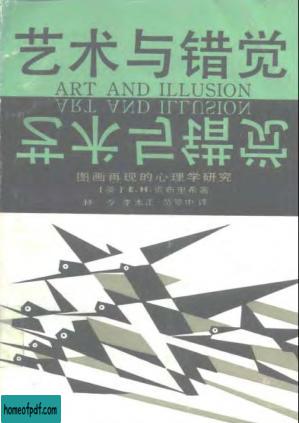 艺术与错觉
ART AND ILLUSION
ART AND ILLUSION
艺术与错觉
图画再现的心理学研究
〔英〕E.H.贡布里希著
林夕 李本正 范景中译
homeofpdf.com